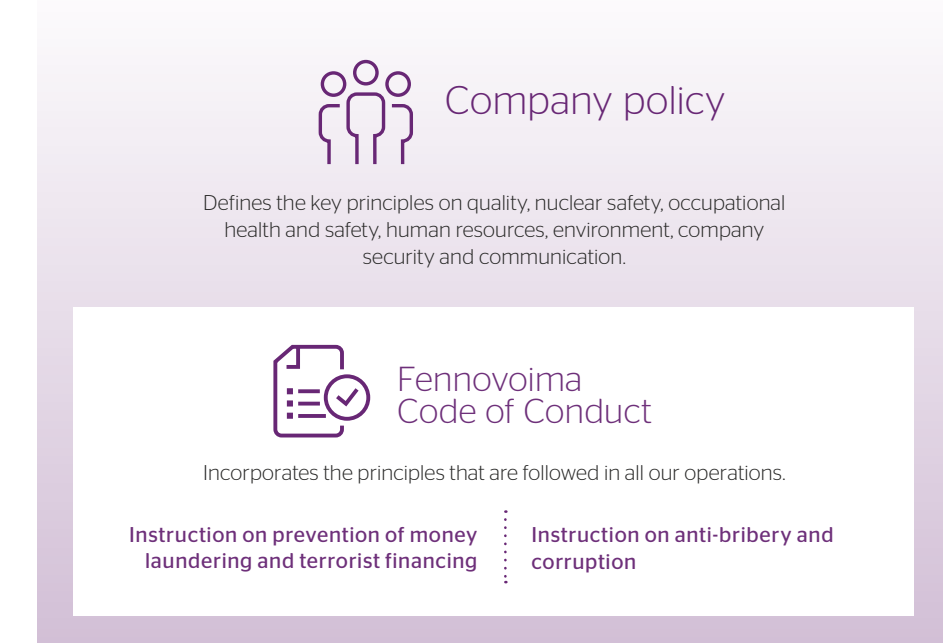 Company policy
Defines the key principles on quality, nuclear safety, occupational
health and safety, human resources, environment, company
security and communication.
Fennovoima
Code of Conduct
Incorporates the principles that are followed in all our operations.
Instruction on prevention of money
laundering and terrorist financing
Instruction on anti-bribery and
corruption